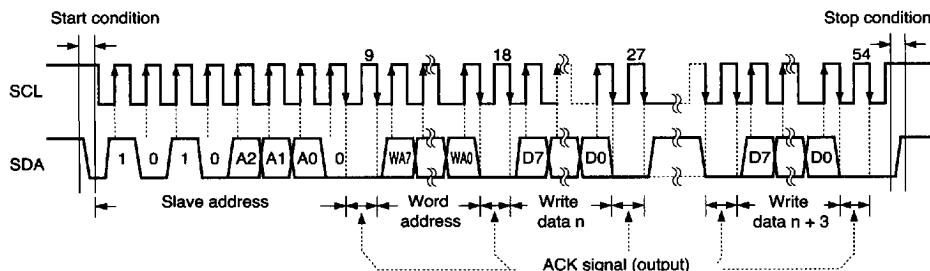 Start condition
Stop condition
9
18
27
54
SCL
SDA
1
0
1
0
A2
A1
A0
0
WA7
WA0
D7
D0
D7
D0
Slave address
Word
address
Write
data n
Write
data n + 3
ACK signal (output)